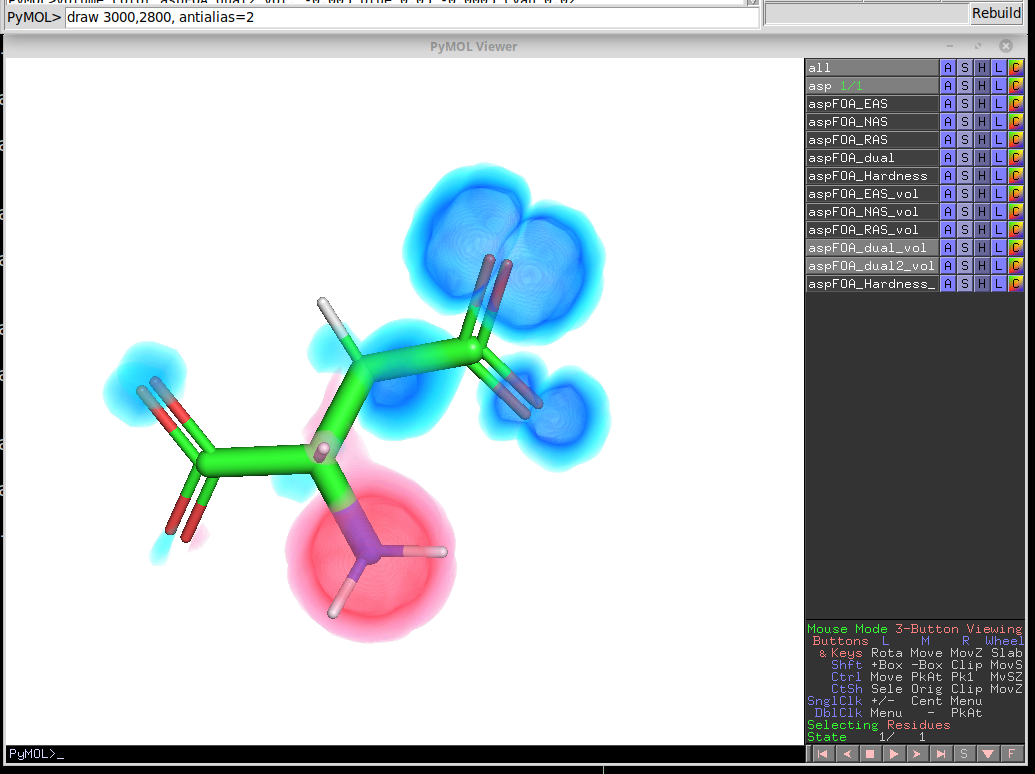 PyMOL> draw 3000,2800, antialias=2
Rebuild
PyMOL Viewer
all A S H L C
asp 1/1 A S H L C
aspFOA_EAS A S H L C
aspFOA_NAS A S H L C
aspFOA_RAS A S H L C
aspFOA_dual A S H L C
aspFOA_Hardness A S H L C
aspFOA_EAS_vol A S H L C
aspFOA_NAS_vol A S H L C
aspFOA_RAS_vol A S H L C
aspFOA_dual_vol A S H L C
aspFOA_dual2_vol A S H L C
aspFOA_Hardness_ A S H L C
Mouse Mode 3-Button Viewing
Buttons L M R Wheel
& Keys Rota Move MovZ Slab
Shft +Box -Box Clip MovS
Ctrl Move PkAt Pk1 MvSZ
CtSh Sele Orig Clip MovZ
SnglClk +/- Cent Menu
DblClk Menu - PkAt
Selecting Residues
State 1/ 1
PyMOL>_
S F